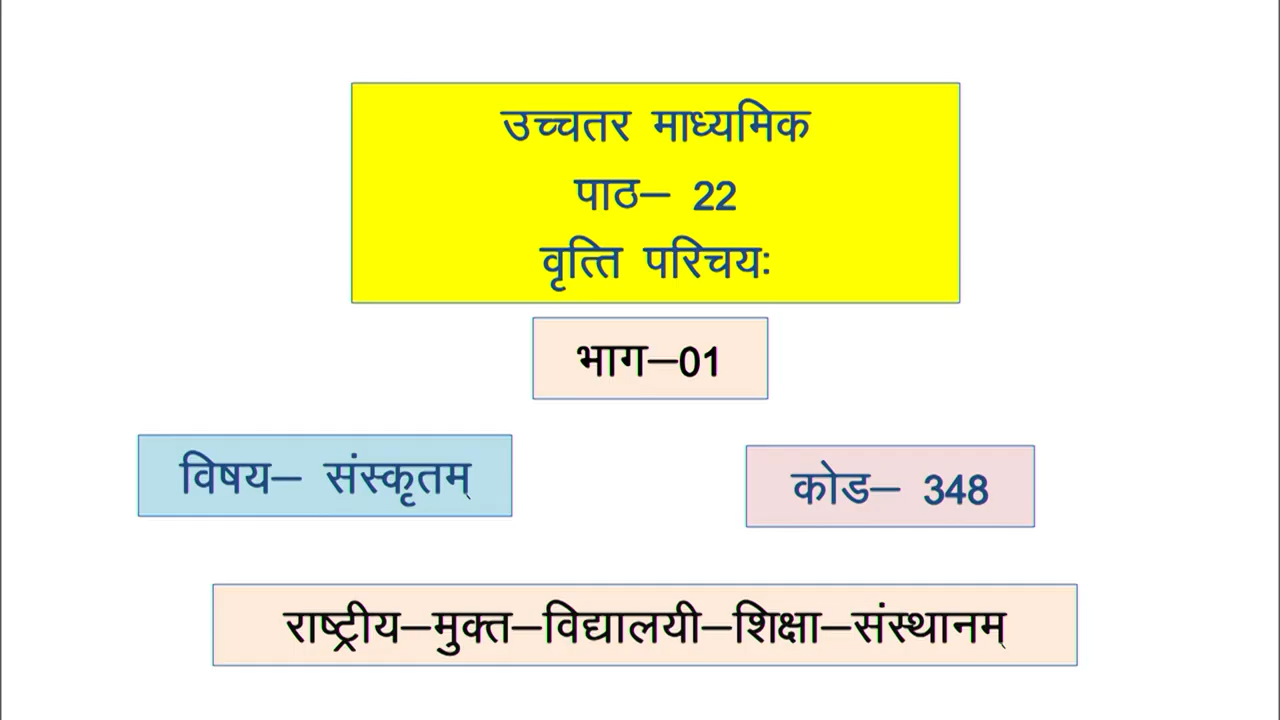 उच्चतर माध्यमिक
पाठ– 22
वृत्ति परिचयः
भाग–01
विषय– संस्कृतम्
कोड– 348
राष्ट्रीय–मुक्त–विद्यालयी–शिक्षा–संस्थानम्